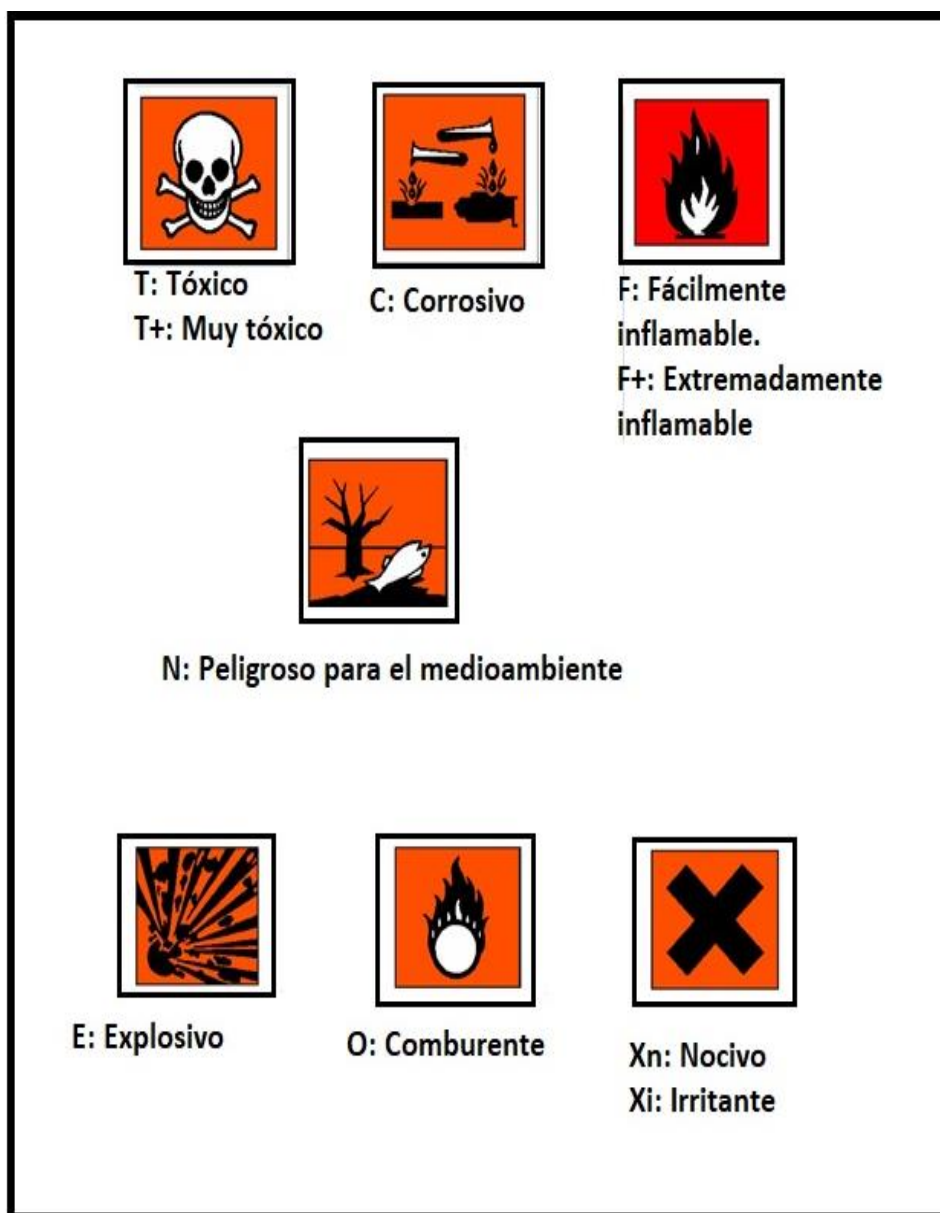 T: Tóxico
T+: Muy tóxico
C: Corrosivo
F: Fácilmente
inflamable.
F+: Extremadamente
inflamable
N: Peligroso para el medioambiente
E: Explosivo
O: Comburente
Xn: Nocivo
Xi: Irritante